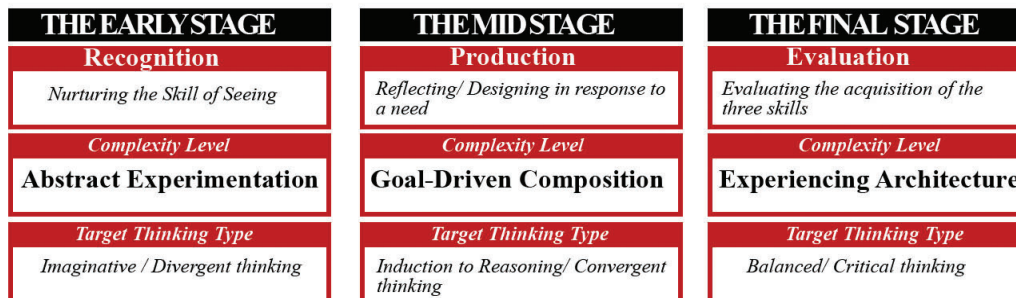 THE EARLY STAGE
Recognition
Nurturing the Skill of Seeing
Complexity Level
Abstract Experimentation
Target Thinking Type
Imaginative / Divergent thinking
THE MID STAGE
Production
Reflecting/ Designing in response to
a need
Complexity Level
Goal-Driven Composition
Target Thinking Type
Induction to Reasoning/ Convergent
thinking
THE FINAL STAGE
Evaluation
Evaluating the acquisition of the
three skills
Complexity Level
Experiencing Architecture
Target Thinking Type
Balanced/ Critical thinking